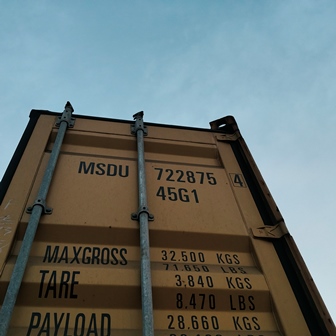 MSDU 722875 4
45G1
MAXGROSS 32,500 KGS
71,650 LBS
TARE 3,840 KGS
8,470 LBS
PAYLOAD 28,660 KGS